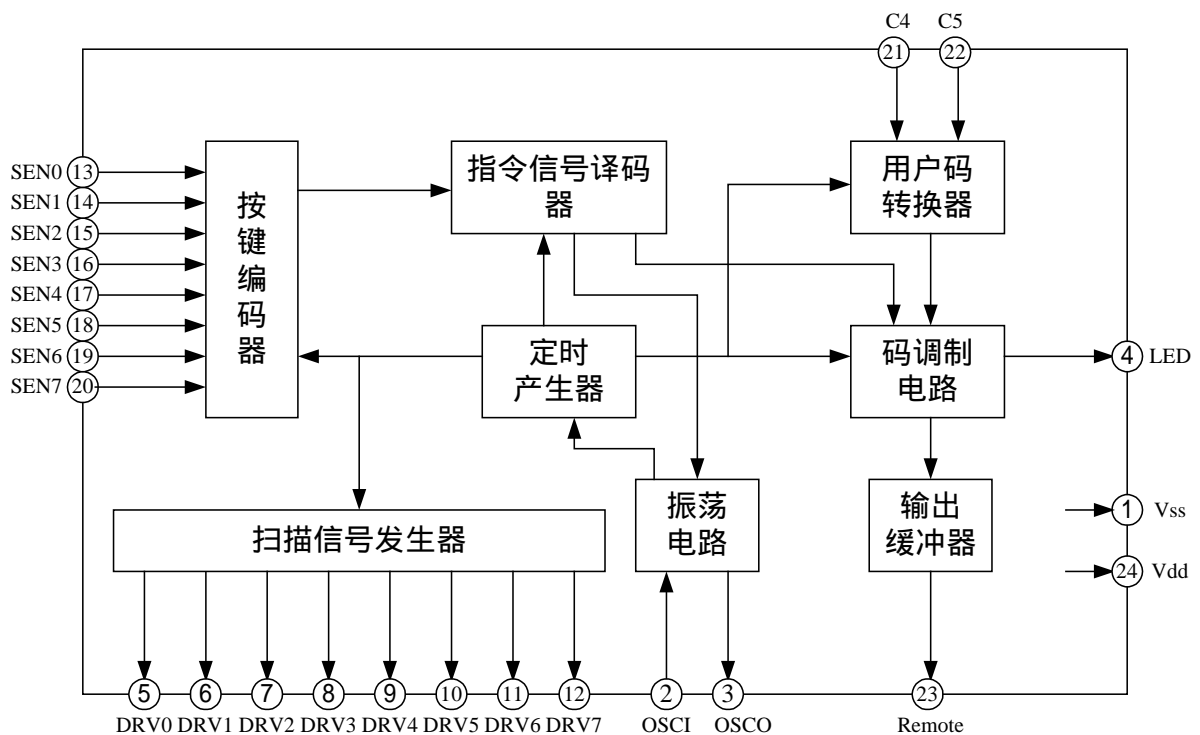 C4 C5
21 22
SEN0 13
SEN1 14
SEN2 15
SEN3 16
SEN4 17
SEN5 18
SEN6 19
SEN7 20
按
键
编
码
器
指令信号译码
器
用户码
转换器
定时
产生器
码调制
电路
4 LED
扫描信号发生器
振荡
电路
输出
缓冲器
1 Vss
24 Vdd
5 6 7 8 9 10 11 12 2 3 23
DRV0 DRV1 DRV2 DRV3 DRV4 DRV5 DRV6 DRV7 OSCI OSCO Remote